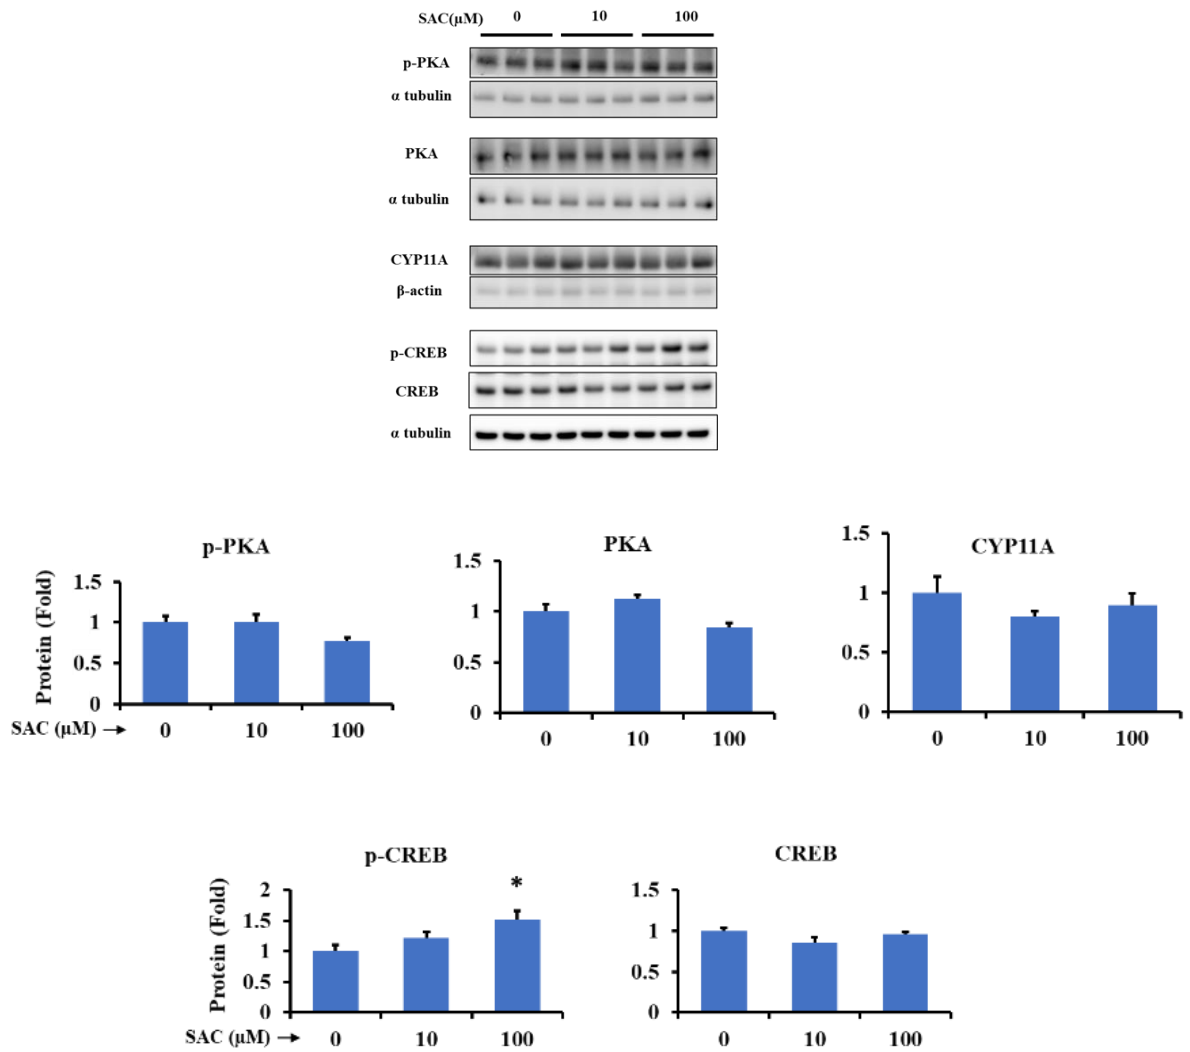 SAC(μM) 0 10 100
p-PKA
α tubulin
PKA
α tubulin
CYP11A
β-actin
p-CREB
CREB
α tubulin
p-PKA
Protein (Fold)
1.5
1
0.5
0
SAC (μM) → 0 10 100
PKA
1.5
1
0.5
0
0 10 100
CYP11A
1.5
1
0.5
0
0 10 100
p-CREB
Protein (Fold)
2
1.5
1
0.5
0
*
SAC (μM) → 0 10 100
CREB
1.5
1
0.5
0
0 10 100